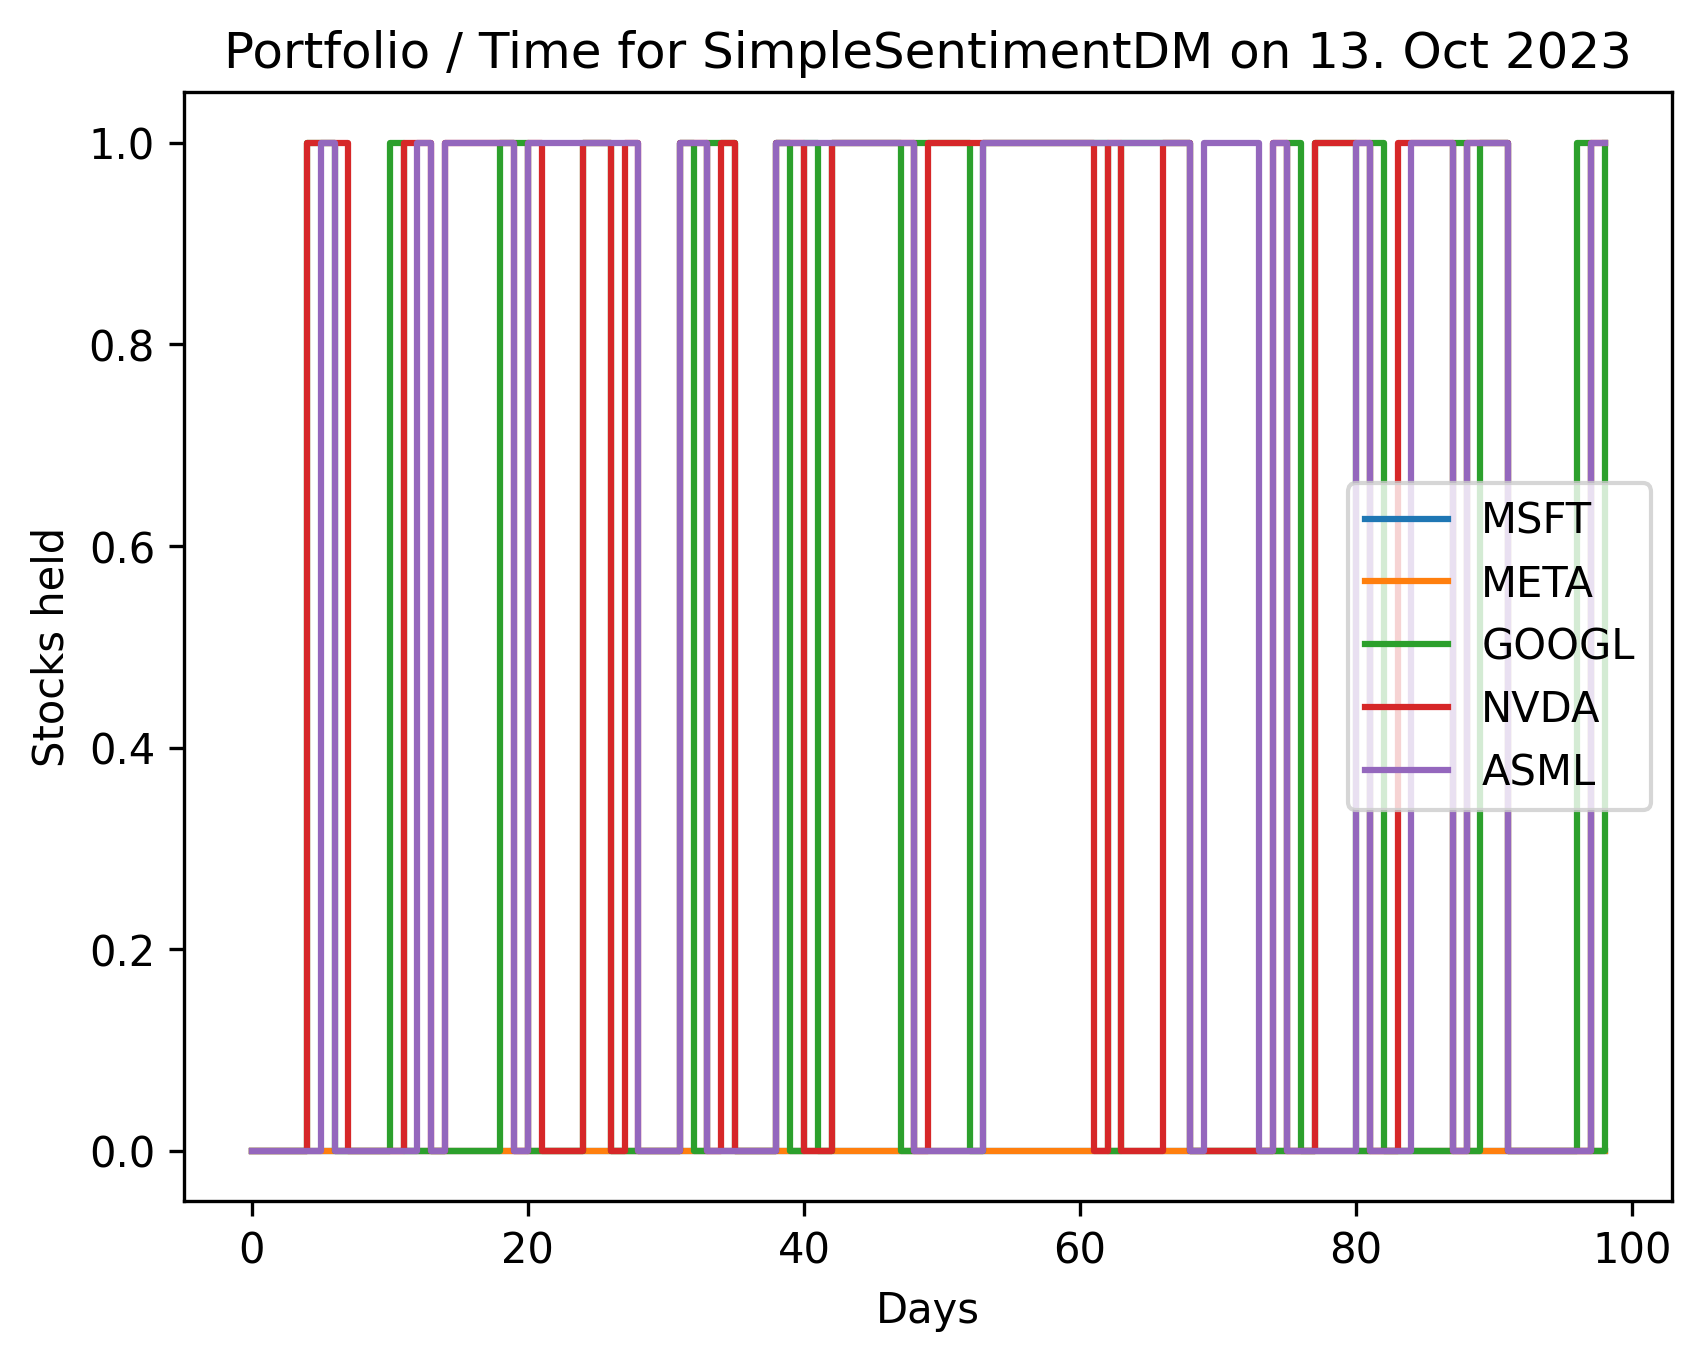 Portfolio / Time for SimpleSentimentDM on 13. Oct 2023
1.0
0.8
0.6
0.4
0.2
0.0
Stocks held
MSFT
META
GOOGL
NVDA
ASML
0 20 40 60 80 100
Days